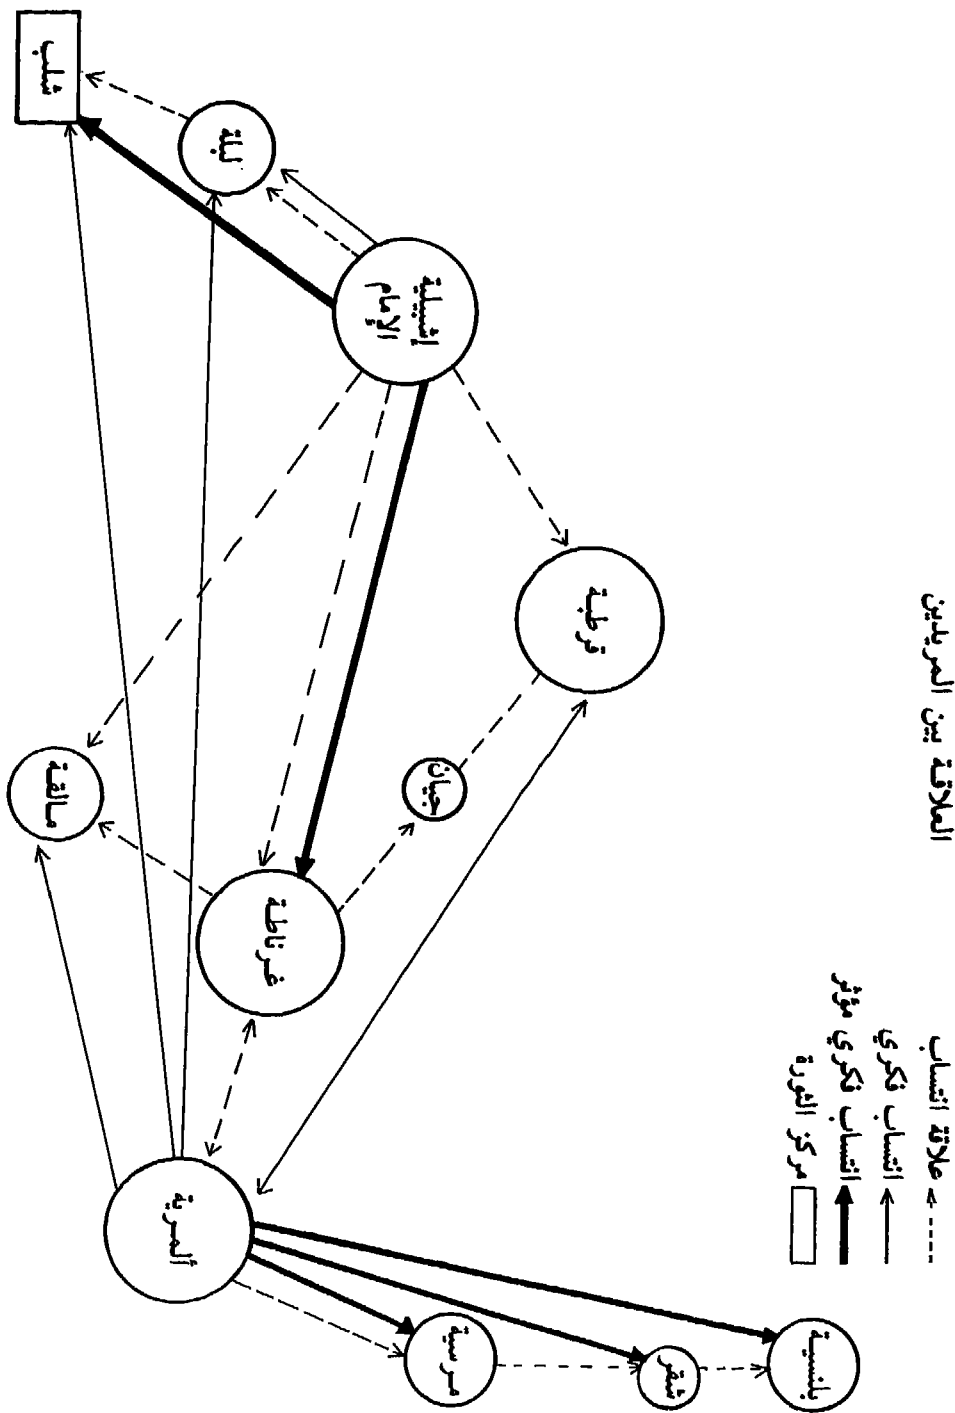 العلاقة بين المريدين
علاقة انتساب
انتساب فكري
انتساب فكري مؤثر
مركز الثورة
شلب
لبلة
إشبيلية
الإمام
قرطبة
جيان
مالقة
غرناطة
ألمرية
مرسية
شقر
بلنسية